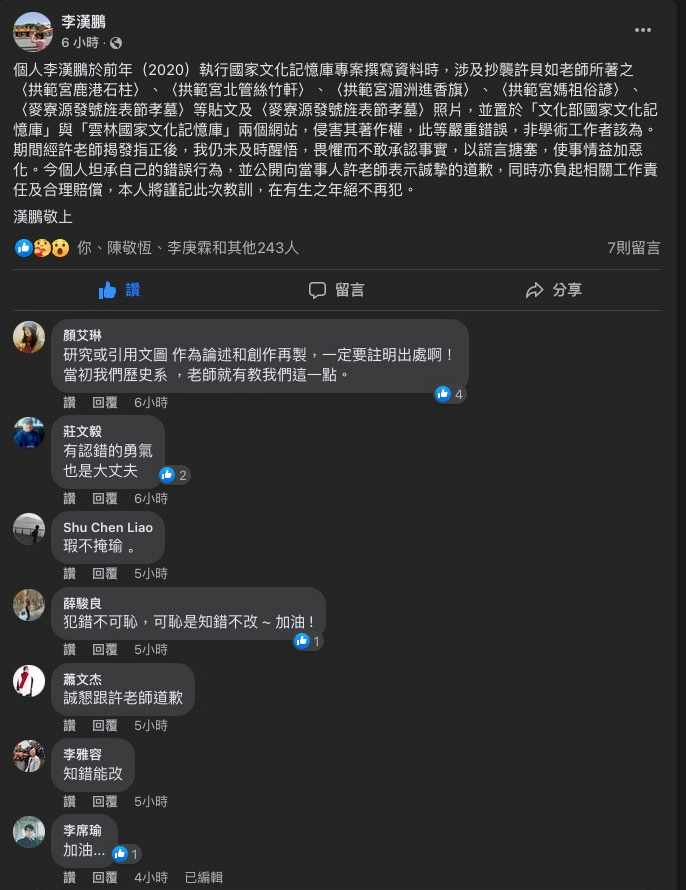 李漢鵬
6 小時 ·
個人李漢鵬於前年（2020）執行國家文化記憶庫專案撰寫資料時，涉及抄襲許貝如老師所著之
〈拱範宮鹿港石柱〉、〈拱範宮北管絲竹軒〉、〈拱範宮湄洲進香旗〉、〈拱範宮媽祖俗諺〉、
〈麥寮源發號旌表節孝墓〉等貼文及〈麥寮源發號旌表節孝墓〉照片，並置於「文化部國家文化記
憶庫」與「雲林國家文化記憶庫」兩個網站，侵害其著作權，此等嚴重錯誤，非學術工作者該為。
期間經許老師揭發指正後，我仍未及時醒悟，畏懼而不敢承認事實，以謊言搪塞，使事情益加惡
化。今個人坦承自己的錯誤行為，並公開向當事人許老師表示誠摯的道歉，同時亦負起相關工作責
任及合理賠償，本人將謹記此次教訓，在有生之年絕不再犯。
漢鵬敬上
你、陳敬恆、李庚霖和其他243人
7則留言
讚
留言
分享
顏艾琳
研究或引用文圖 作為論述和創作再製，一定要註明出處啊！
當初我們歷史系 ，老師就有教我們這一點。
4
讚 回覆 6小時
莊文毅
有認錯的勇氣
也是大丈夫
2
讚 回覆 6小時
Shu Chen Liao
瑕不掩瑜 。
讚 回覆 5小時
薛駿良
犯錯不可恥，可恥是知錯不改 ~ 加油 !
1
讚 回覆 5小時
蕭文杰
誠懇跟許老師道歉
讚 回覆 5小時
李雅容
知錯能改
讚 回覆 5小時
李席瑜
加油...
1
讚 回覆 4小時 已編輯